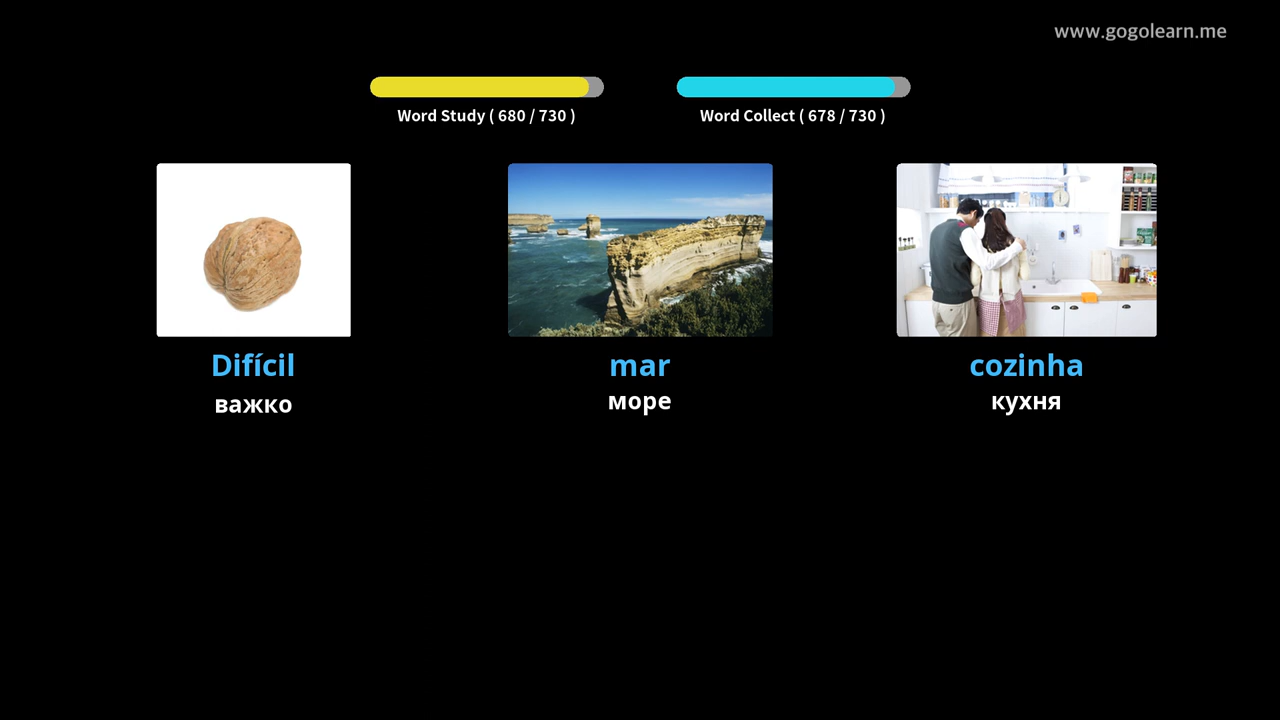 www.gogolearn.me
Word Study ( 680 / 730 )
Word Collect ( 678 / 730 )
Difícil
важко
mar
море
cozinha
кухня